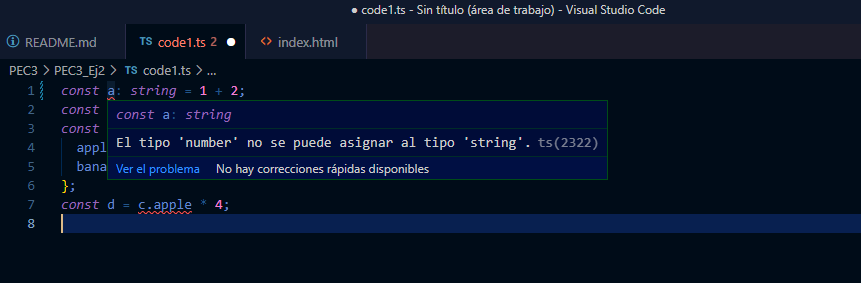 ● code1.ts - Sin título (área de trabajo) - Visual Studio Code
README.md TS code1.ts 2 ● <> index.html
PEC3 > PEC3_Ej2 > TS code1.ts > ...
1 const a: string = 1 + 2;
2 const
const a: string
3 const
El tipo 'number' no se puede asignar al tipo 'string'. ts(2322)
4 appl
5 bana
Ver el problema No hay correcciones rápidas disponibles
6 };
7 const d = c.apple * 4;
8